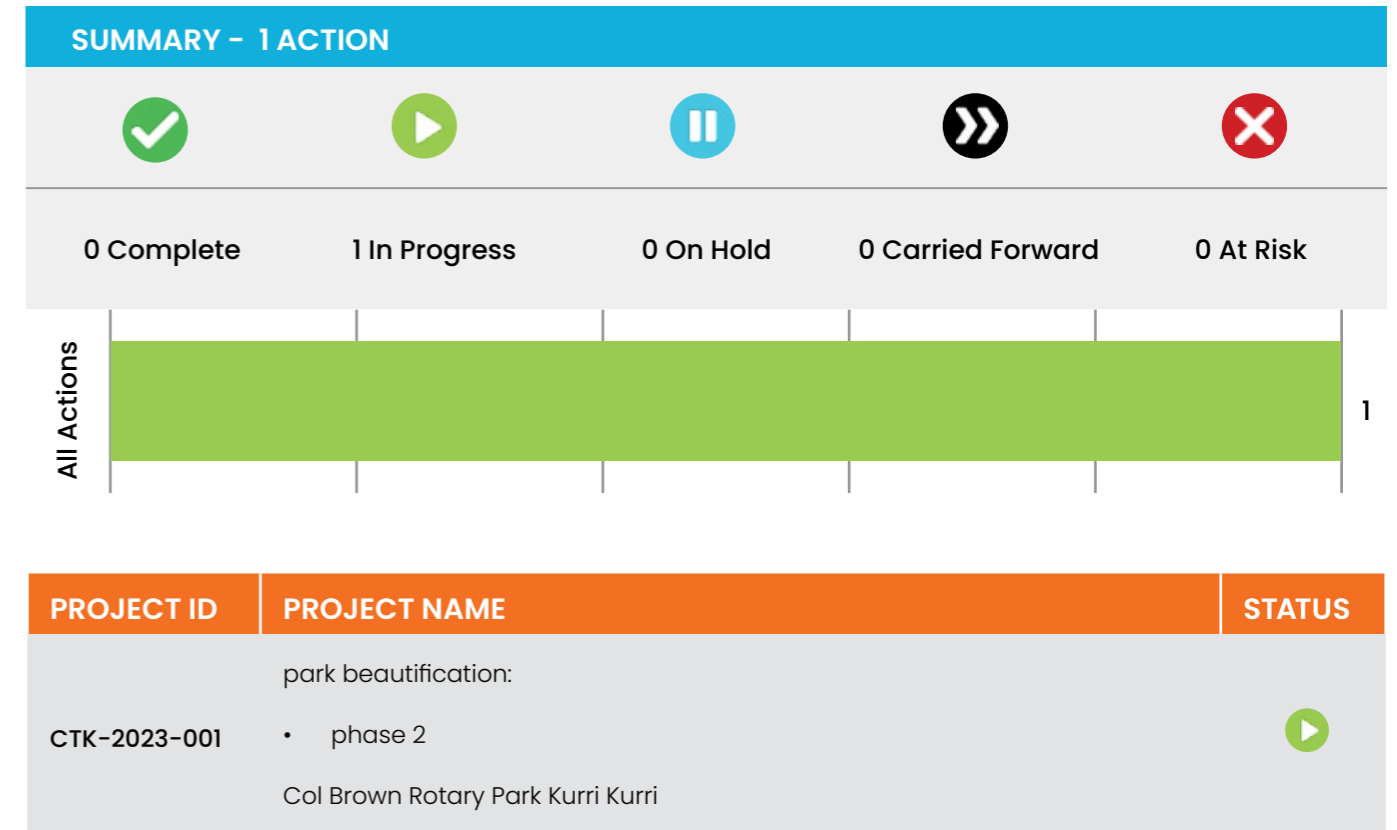 SUMMARY - 1 ACTION
0 Complete 1 In Progress 0 On Hold 0 Carried Forward 0 At Risk
All Actions
1
PROJECT ID PROJECT NAME STATUS
park beautification:
CTK-2023-001 • phase 2
Col Brown Rotary Park Kurri Kurri